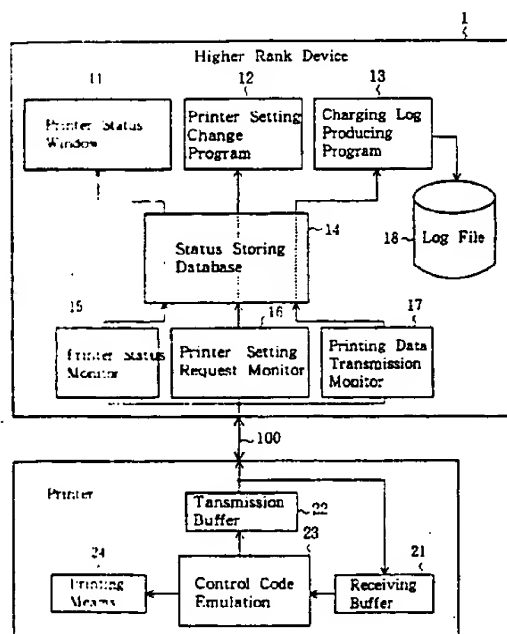 1
Higher Rank Device
11
12
13
Printer Status
Window
Printer Setting
Change
Program
Charging Log
Producing
Program
14
Status Storing
Database
18
Log File
15
16
17
Printer Status
Monitor
Printer Setting
Request Monitor
Printing Data
Transmission
Monitor
100
Printer
Tansmission
Buffer
22
23
24
21
Printing
Means
Control Code
Emulation
Receiving
Buffer